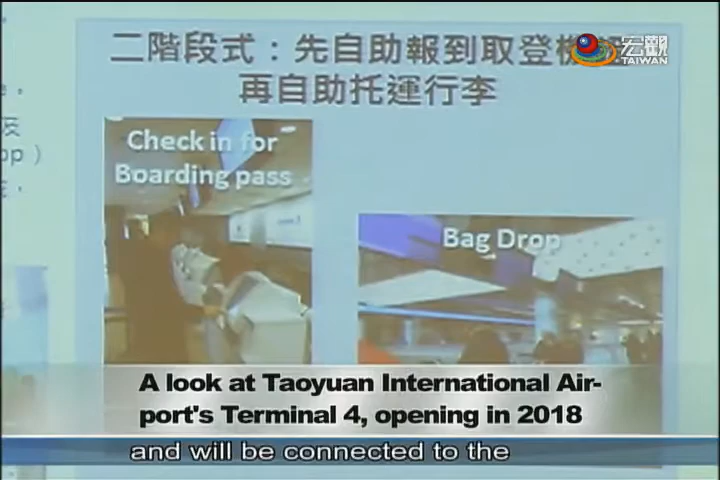 二階段式：先自助報到取登機
再自助托運行李
宏觀
TAIWAN
Check in for
Boarding pass
Bag Drop
A look at Taoyuan International Air-
port's Terminal 4, opening in 2018
and will be connected to the